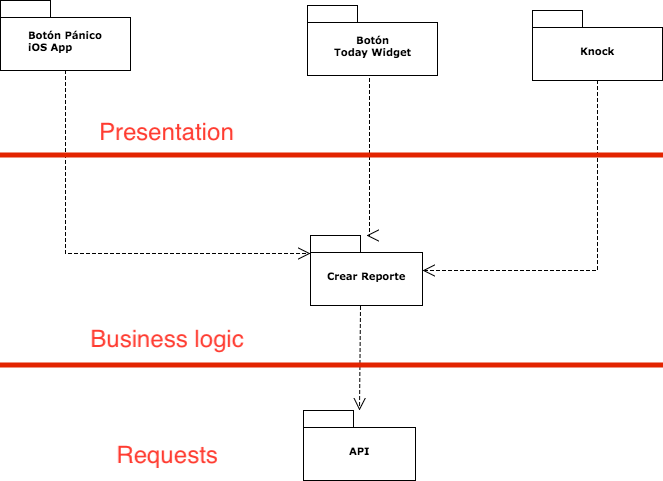 Botón Pánico
iOS App
Botón
Today Widget
Knock
Presentation
Crear Reporte
Business logic
API
Requests